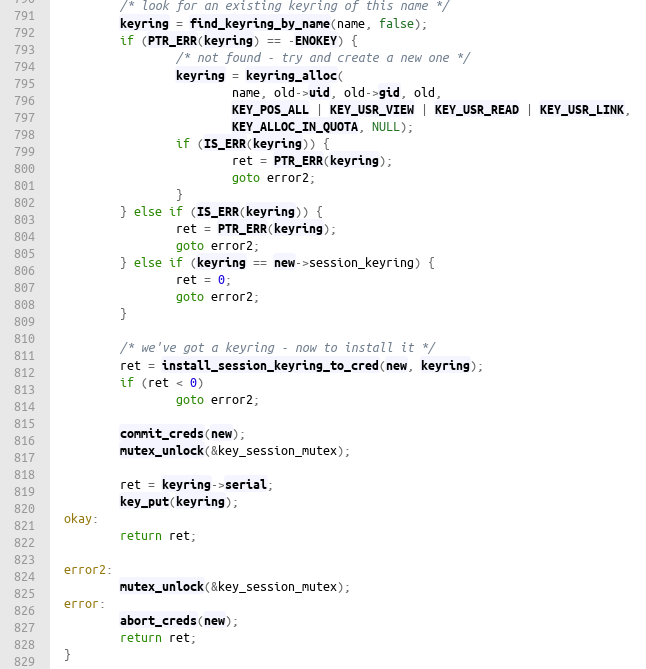 790 /* look for an existing keyring of this name */
791 keyring = find_keyring_by_name(name, false);
792 if (PTR_ERR(keyring) == -ENOKEY) {
793 /* not found - try and create a new one */
794 keyring = keyring_alloc(
795 name, old->uid, old->gid, old,
796 KEY_POS_ALL | KEY_USR_VIEW | KEY_USR_READ | KEY_USR_LINK,
797 KEY_ALLOC_IN_QUOTA, NULL);
798 if (IS_ERR(keyring)) {
799 ret = PTR_ERR(keyring);
800 goto error2;
801 }
802 } else if (IS_ERR(keyring)) {
803 ret = PTR_ERR(keyring);
804 goto error2;
805 } else if (keyring == new->session_keyring) {
806 ret = 0;
807 goto error2;
808 }
809
810 /* we've got a keyring - now to install it */
811 ret = install_session_keyring_to_cred(new, keyring);
812 if (ret < 0)
813 goto error2;
814
815 commit_creds(new);
816 mutex_unlock(&key_session_mutex);
817
818 ret = keyring->serial;
819 key_put(keyring);
820 okay:
821 return ret;
822
823 error2:
824 mutex_unlock(&key_session_mutex);
825 error:
826 abort_creds(new);
827 return ret;
828 }
829